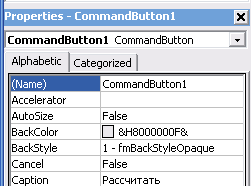 Properties - CommandButton1
CommandButton1 CommandButton
Alphabetic Categorized
(Name) CommandButton1
Accelerator
AutoSize False
BackColor &H8000000F&
BackStyle 1 - fmBackStyleOpaque
Cancel False
Caption Рассчитать